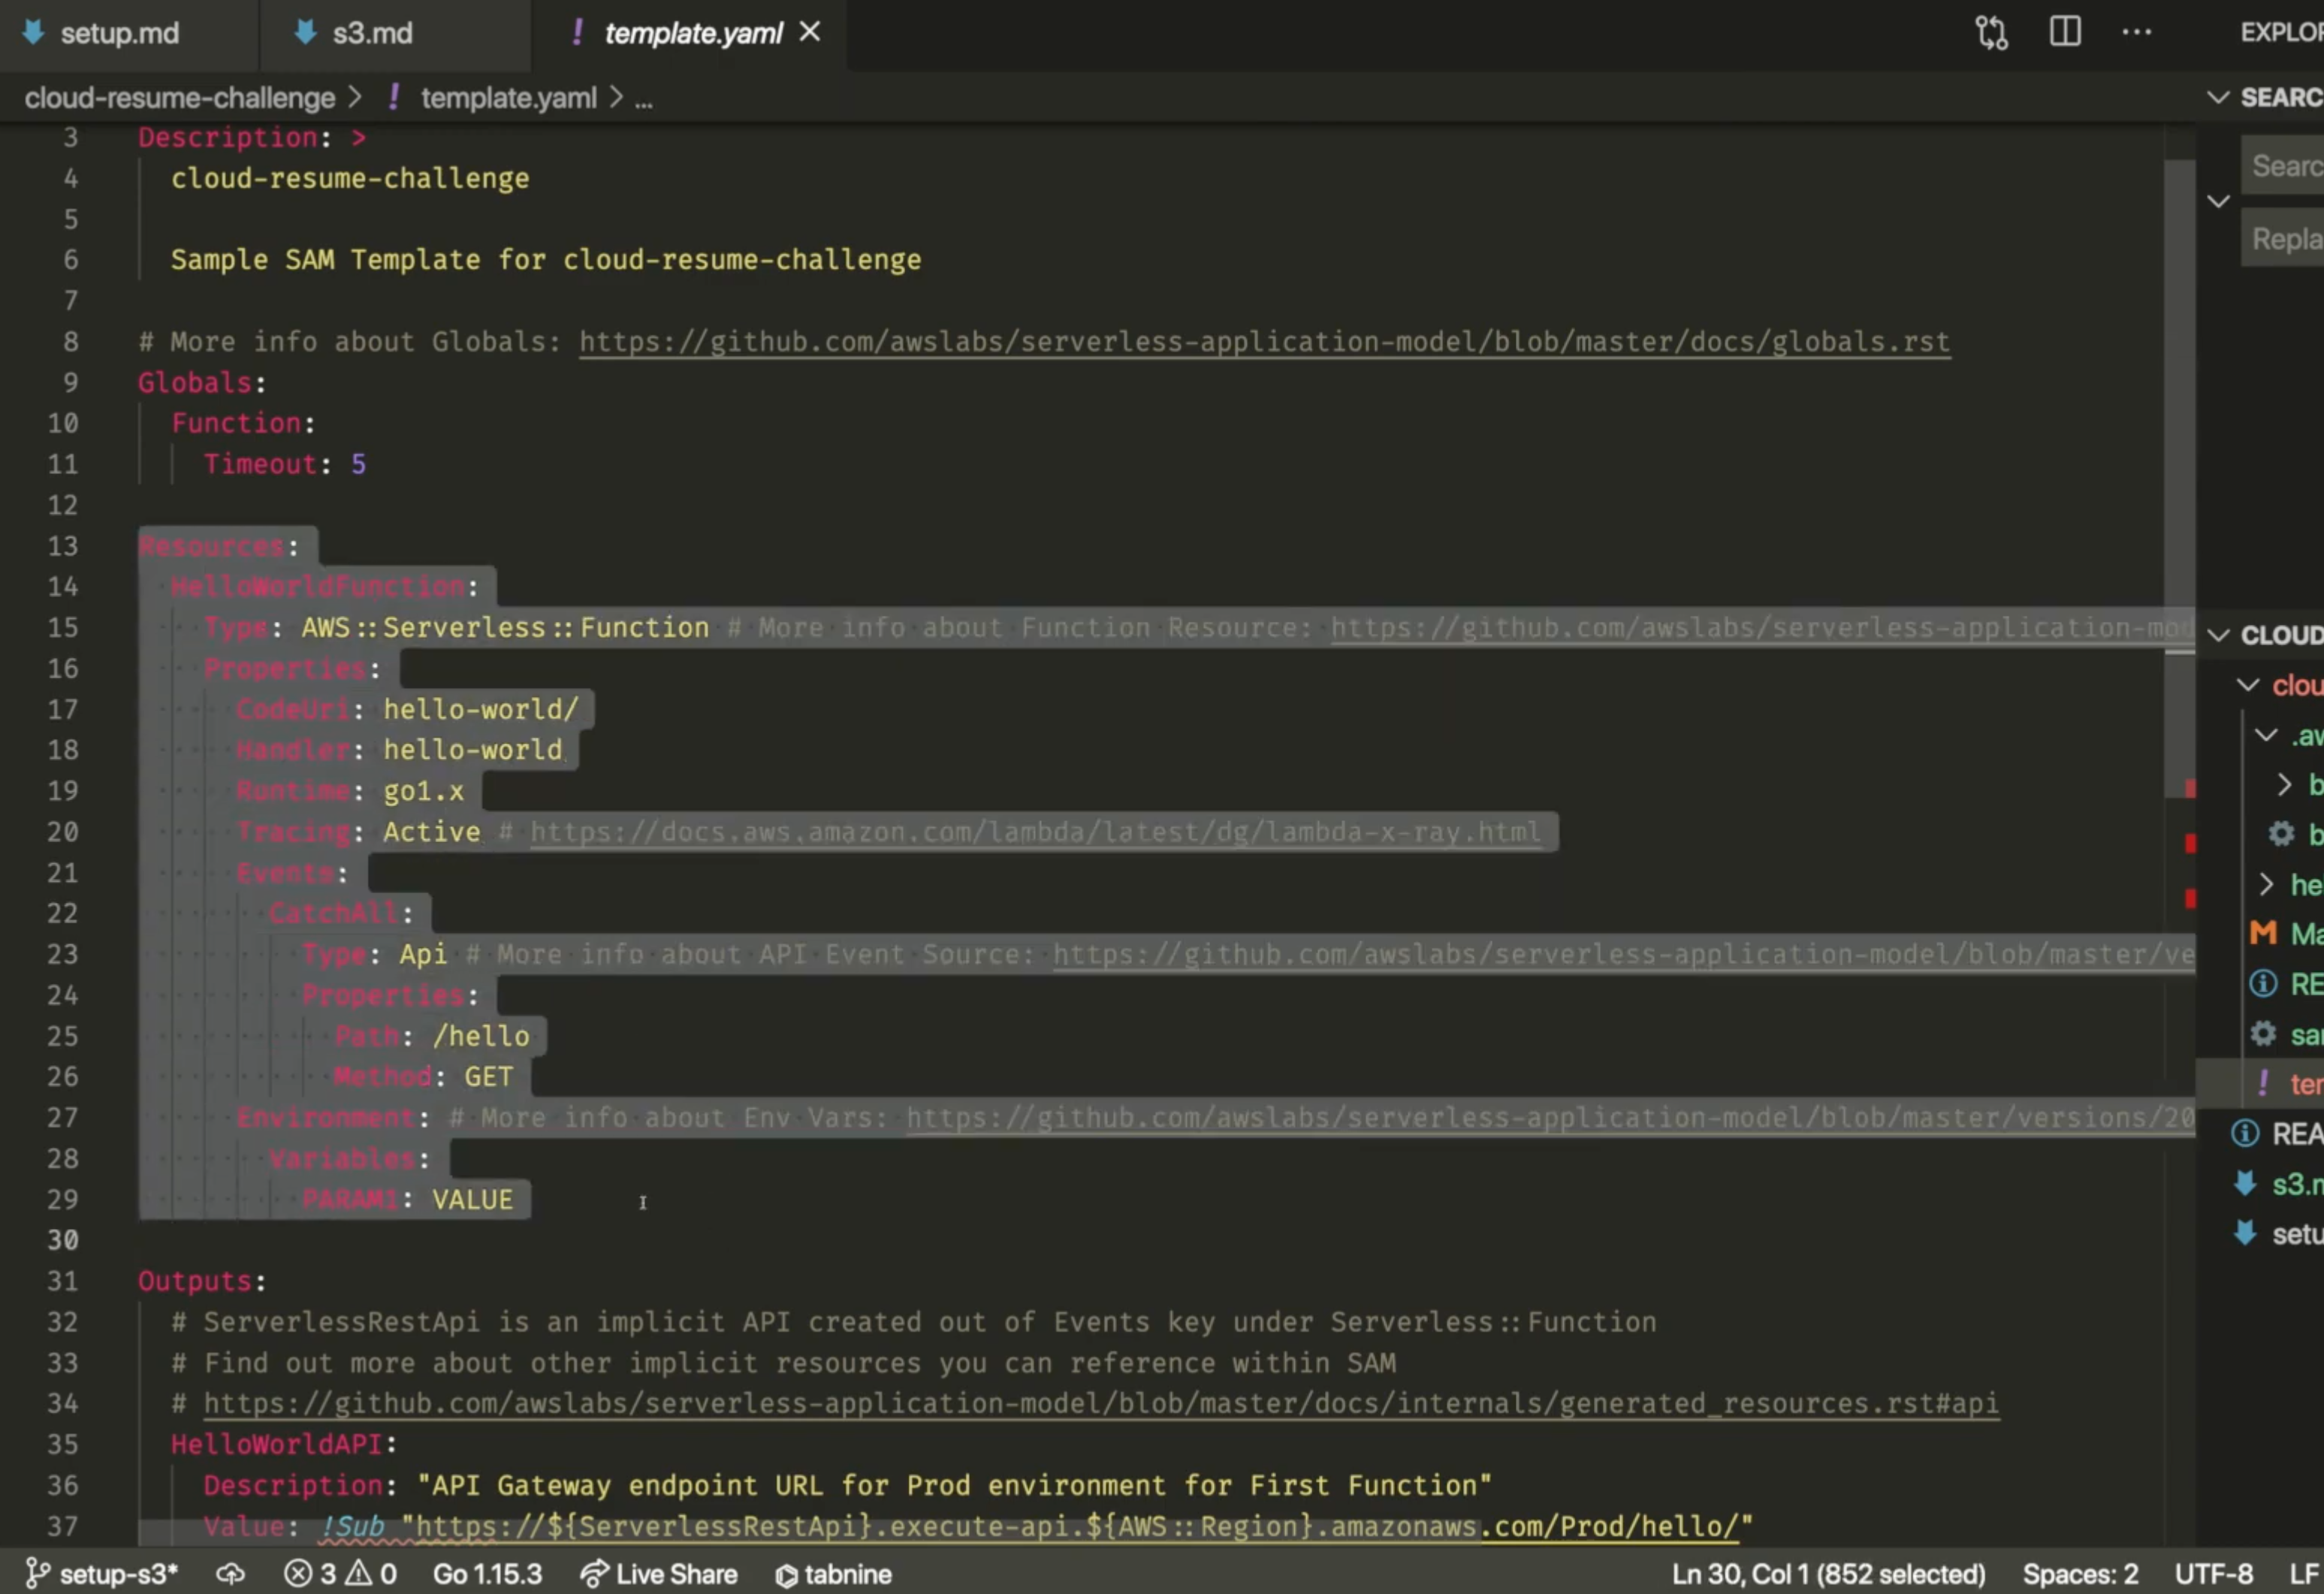 setup.md
s3.md
! template.yaml
cloud-resume-challenge > ! template.yaml > ...
3 Description: >
4 cloud-resume-challenge
5
6 Sample SAM Template for cloud-resume-challenge
7
8 # More info about Globals: https://github.com/awslabs/serverless-application-model/blob/master/docs/globals.rst
9 Globals:
10 Function:
11 Timeout: 5
12
13 Resources:
14 HelloWorldFunction:
15 Type: AWS::Serverless::Function # More info about Function Resource: https://github.com/awslabs/serverless-application-mod
16 Properties:
17 CodeUri: hello-world/
18 Handler: hello-world
19 Runtime: go1.x
20 Tracing: Active # https://docs.aws.amazon.com/lambda/latest/dg/lambda-x-ray.html
21 Events:
22 CatchAll:
23 Type: Api # More info about API Event Source: https://github.com/awslabs/serverless-application-model/blob/master/ve
24 Properties:
25 Path: /hello
26 Method: GET
27 Environment: # More info about Env Vars: https://github.com/awslabs/serverless-application-model/blob/master/versions/20
28 Variables:
29 PARAM1: VALUE
30
31 Outputs:
32 # ServerlessRestApi is an implicit API created out of Events key under Serverless::Function
33 # Find out more about other implicit resources you can reference within SAM
34 # https://github.com/awslabs/serverless-application-model/blob/master/docs/internals/generated_resources.rst#api
35 HelloWorldAPI:
36 Description: "API Gateway endpoint URL for Prod environment for First Function"
37 Value: !Sub "https://${ServerlessRestApi}.execute-api.${AWS::Region}.amazonaws.com/Prod/hello/"
EXPLOR
SEARC
Searc
Repla
CLOUD
clou
.aw
b
b
hel
M Ma
RE
sam
! tem
REA
s3.m
setu
setup-s3* 3 0 Go 1.15.3 Live Share tabnine Ln 30, Col 1 (852 selected) Spaces: 2 UTF-8 LF